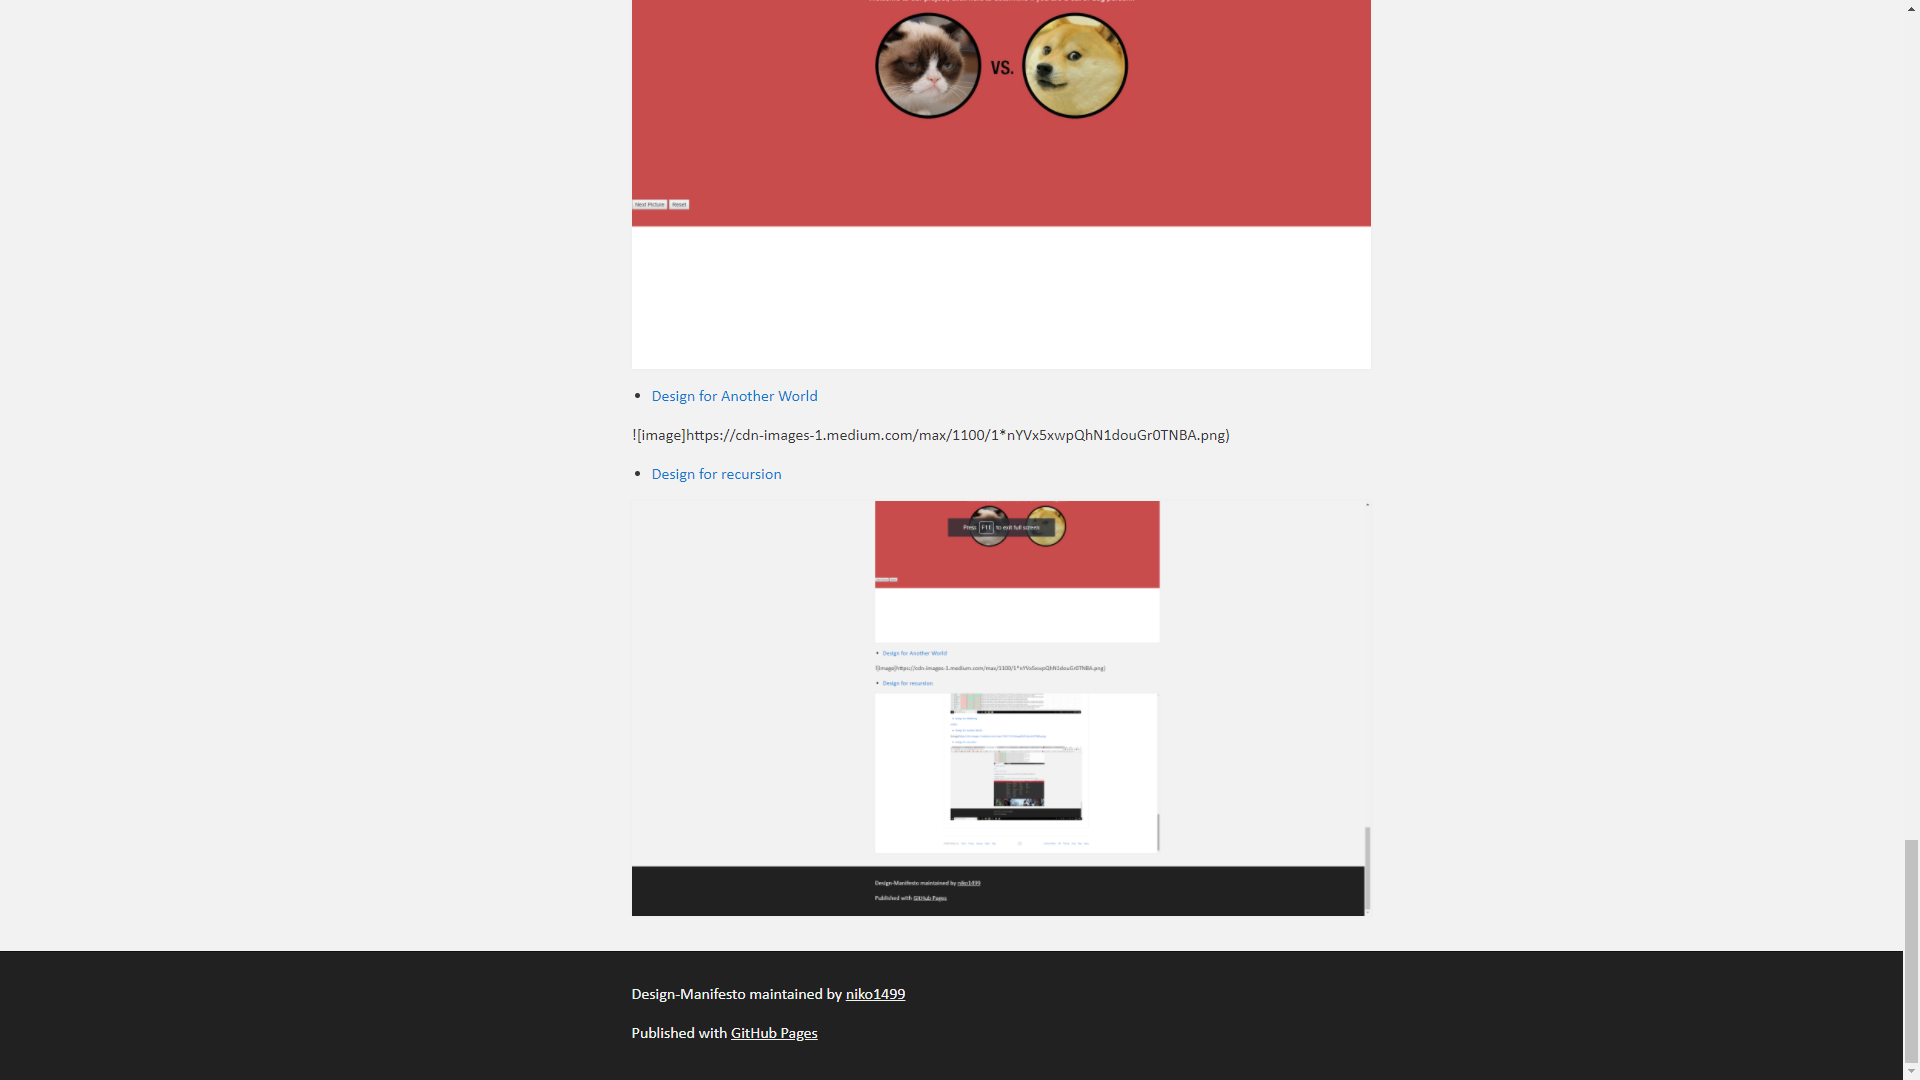 VS.
Next Picture Reset
• Design for Another World
![image]https://cdn-images-1.medium.com/max/1100/1*nYVx5xwpQhN1douGr0TNBA.png)
• Design for recursion
Press F11 to exit full screen
• Design for Another World
![image]https://cdn-images-1.medium.com/max/1100/1*nYVx5xwpQhN1douGr0TNBA.png)
• Design for recursion
Design-Manifesto maintained by niko1499
Published with GitHub Pages
Design-Manifesto maintained by niko1499
Published with GitHub Pages